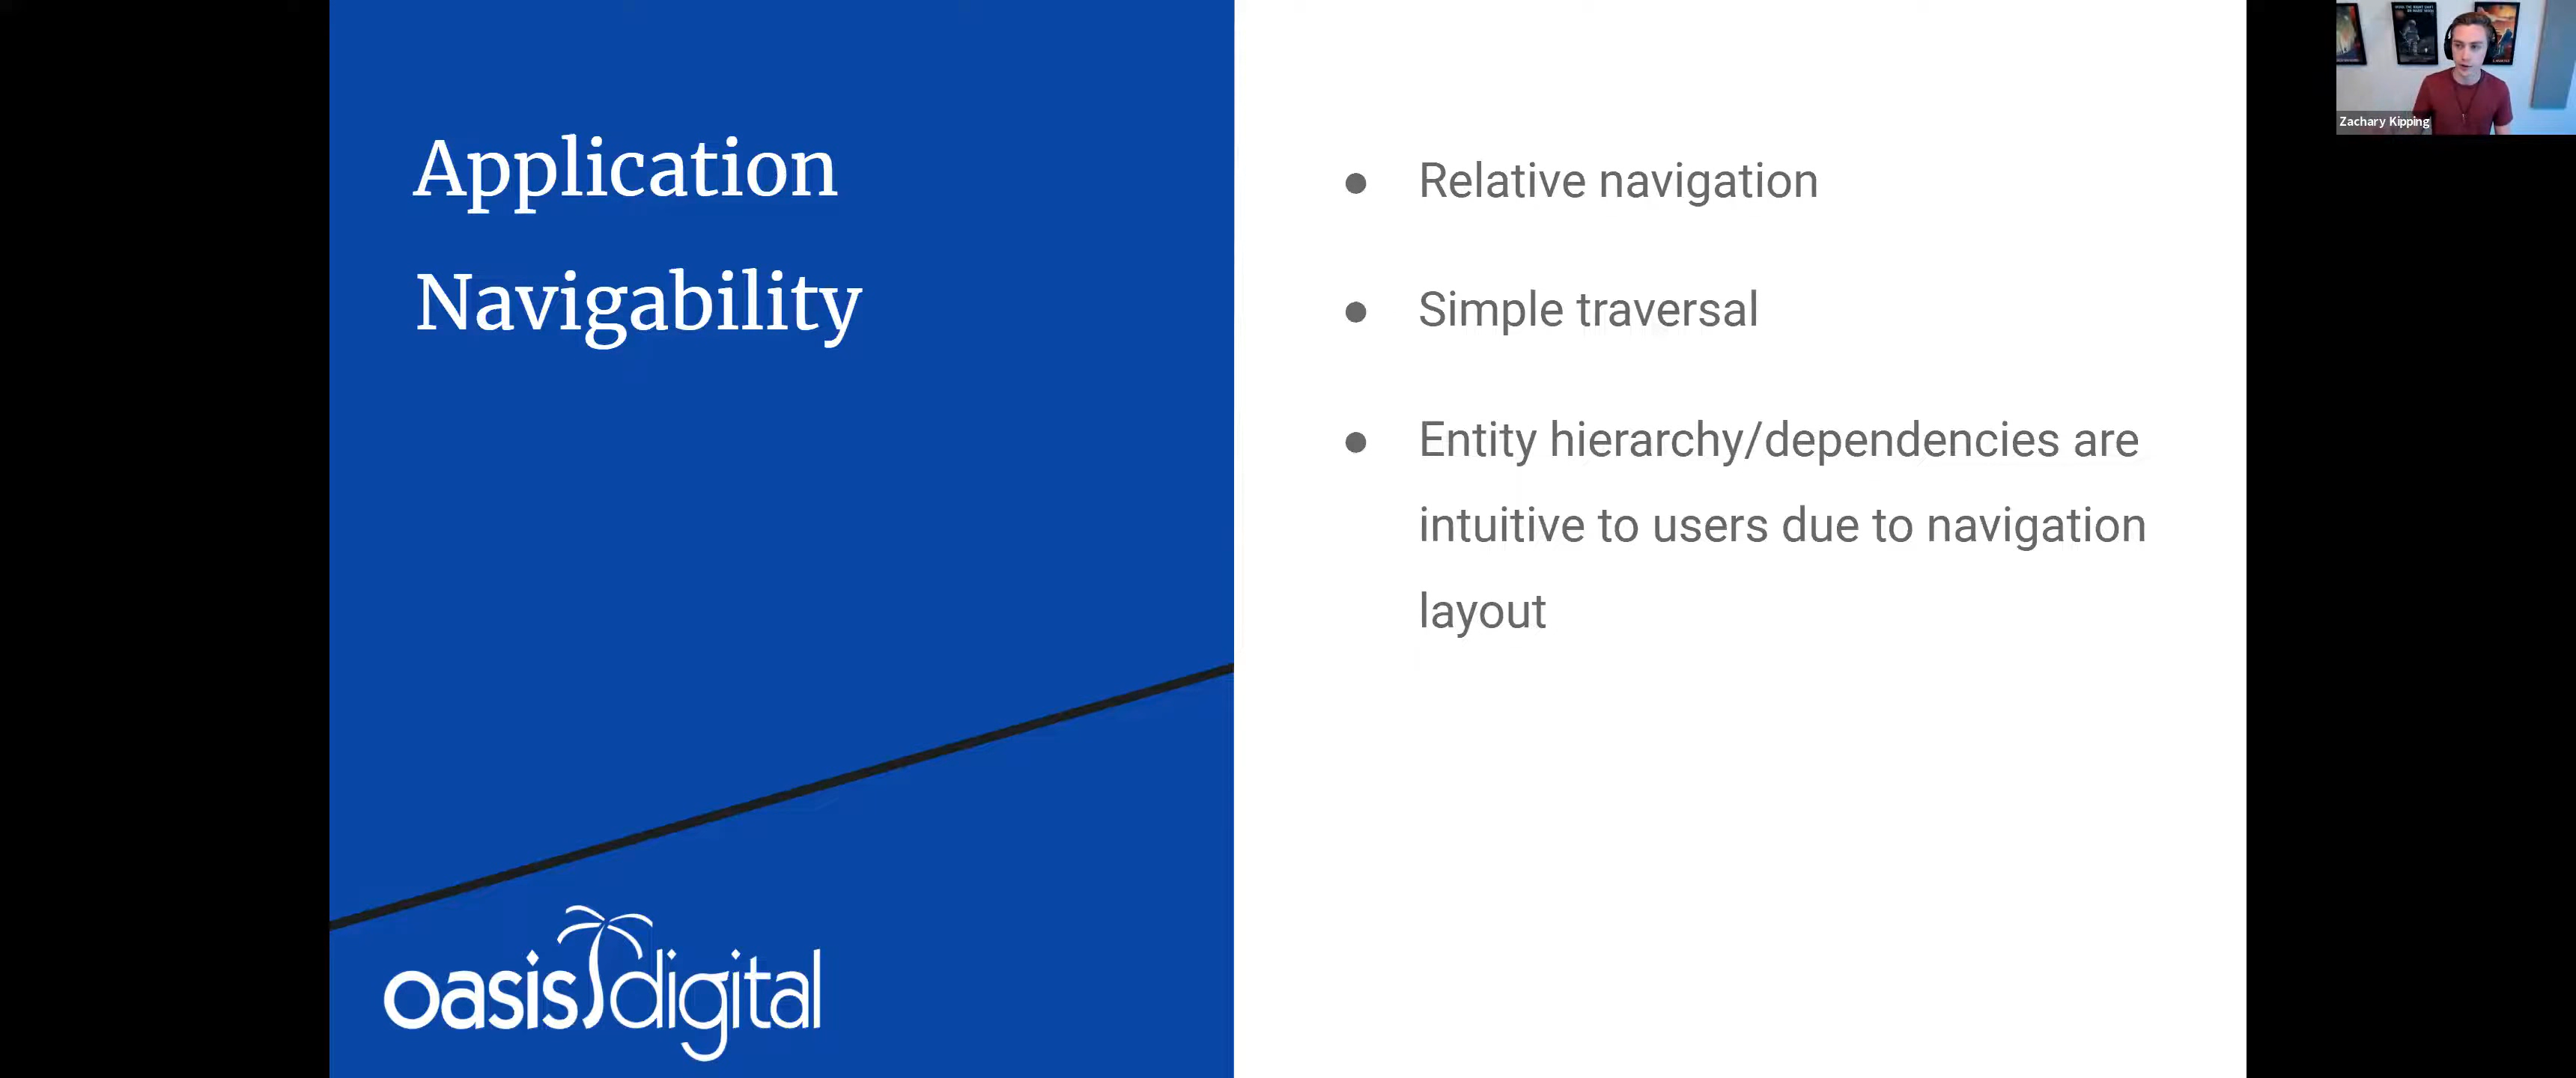 Application
Navigability
Relative navigation
Simple traversal
Entity hierarchy/dependencies are
intuitive to users due to navigation
layout
oasis digital
Zachary Kipping